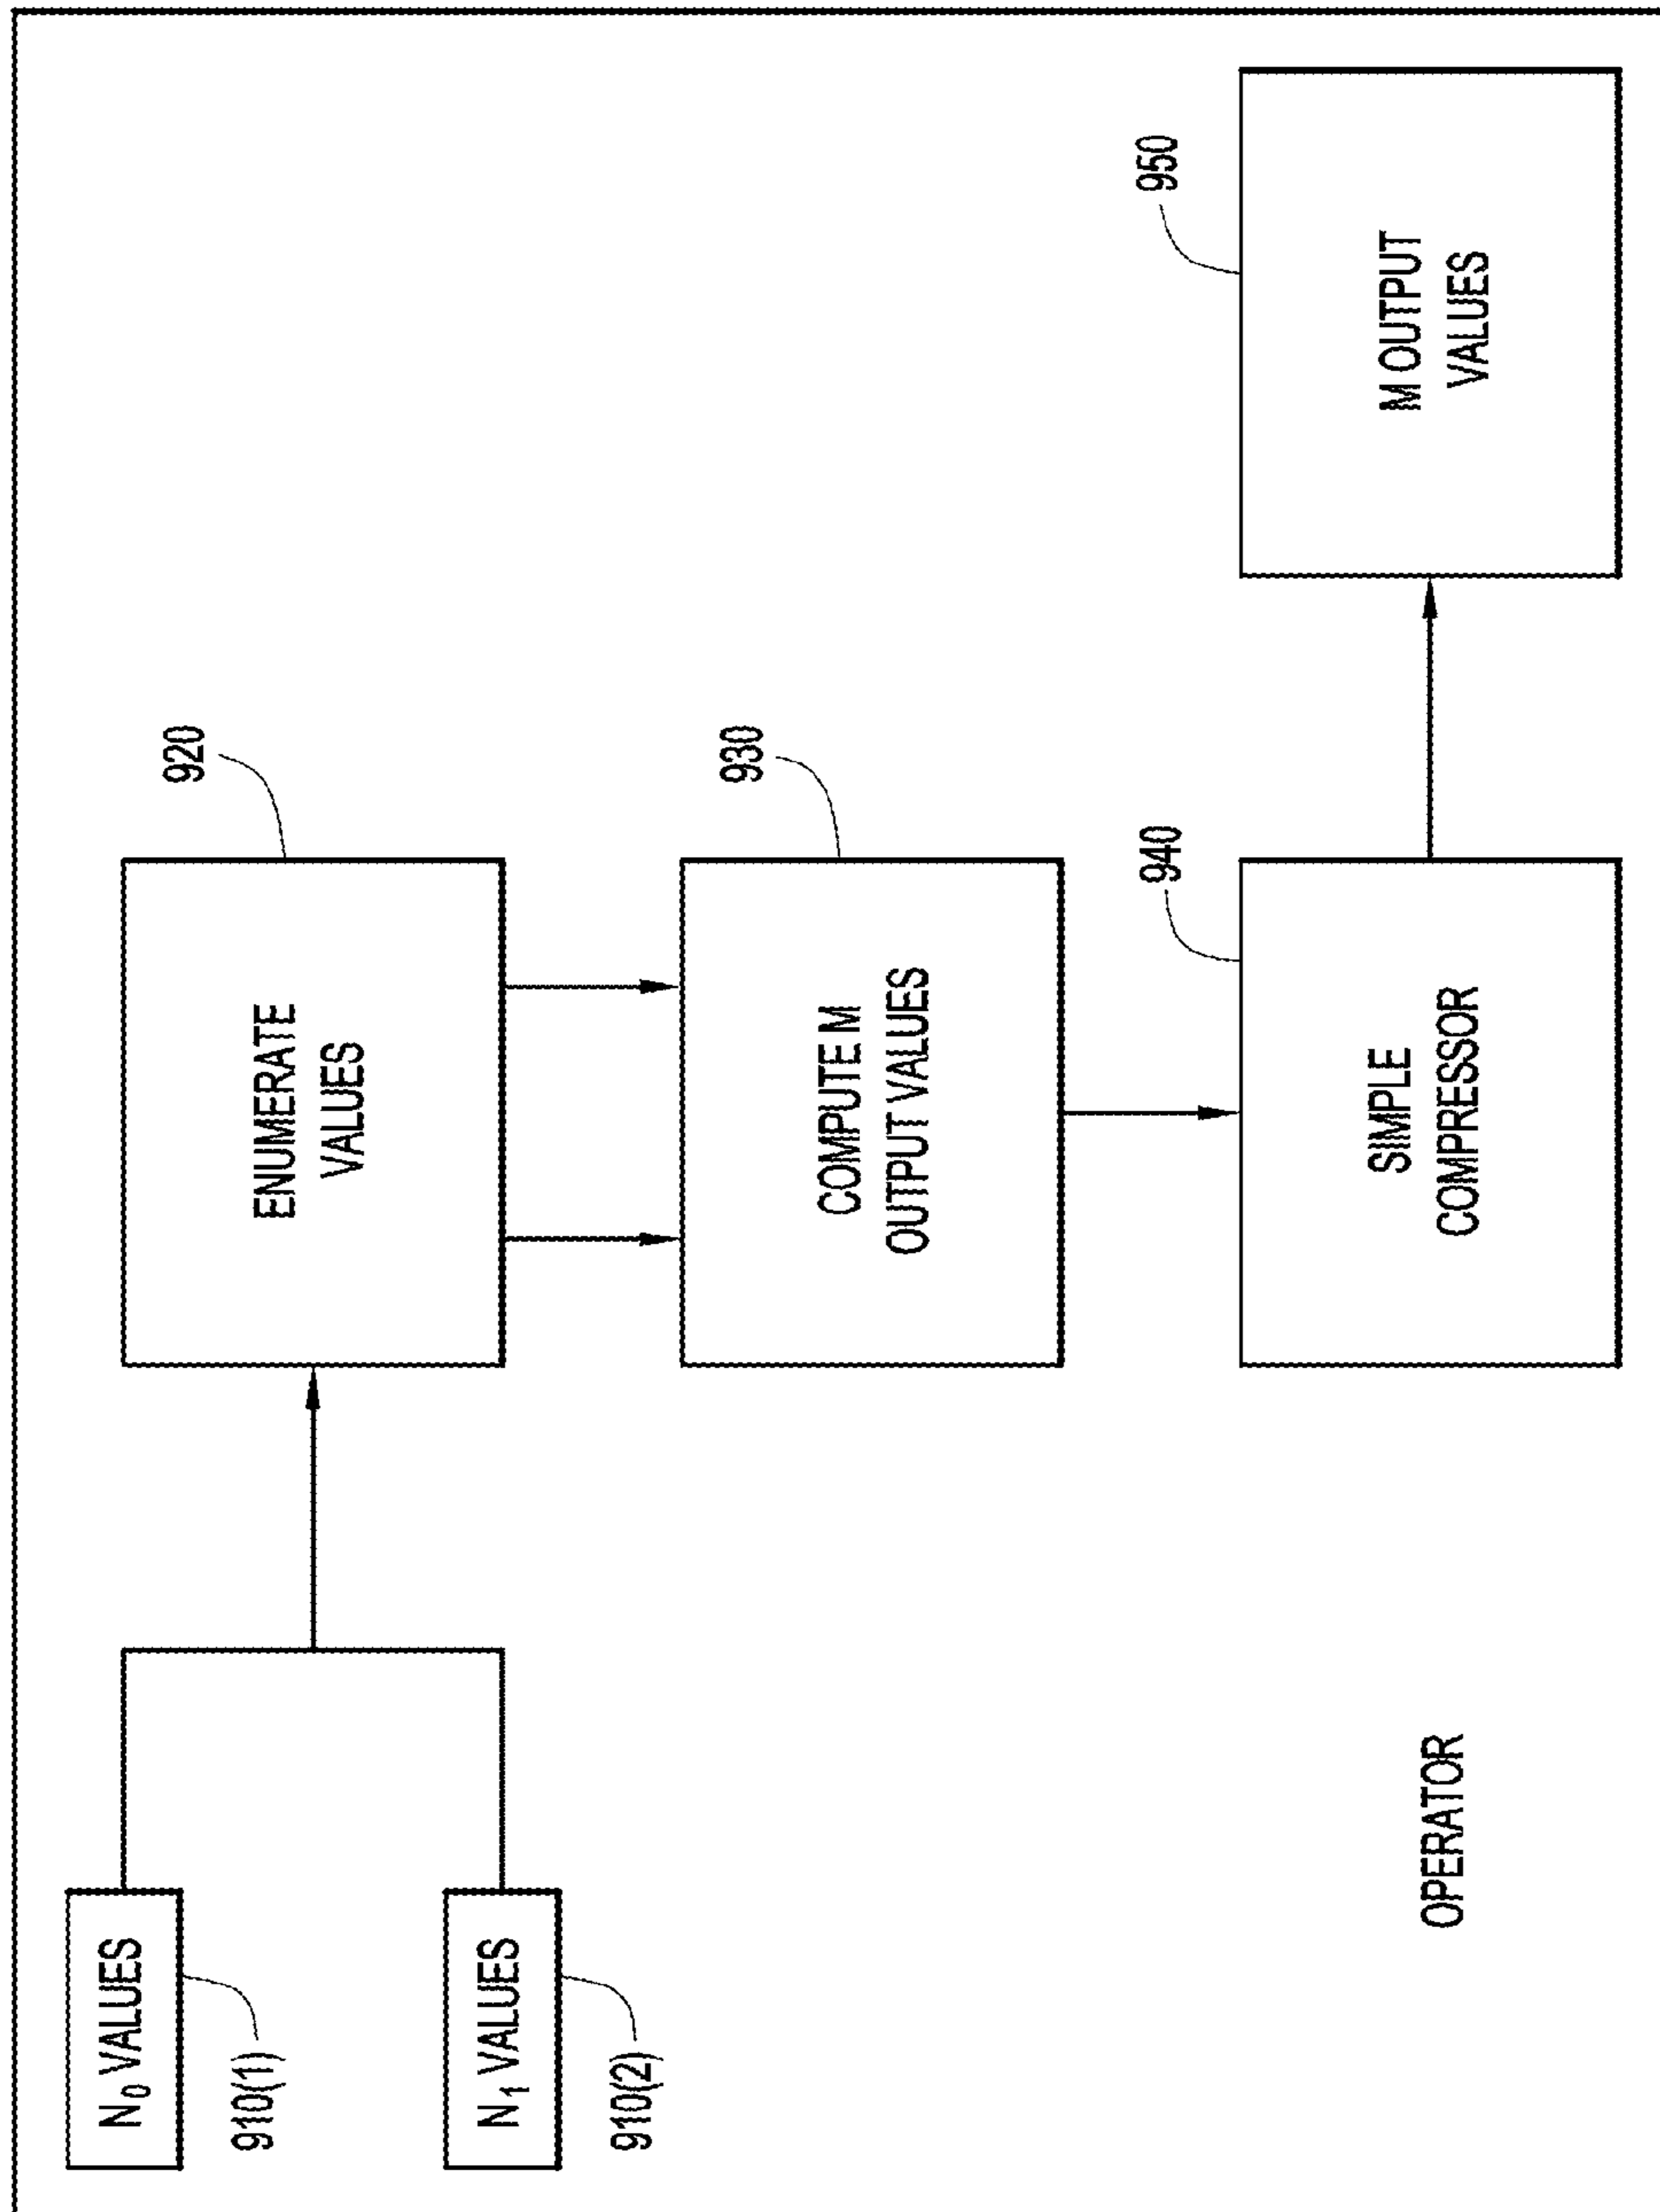 N0 VALUES
910(1)
N1 VALUES
910(2)
ENUMERATE
VALUES
920
COMPUTE M
OUTPUT VALUES
930
SIMPLE
COMPRESSOR
940
M OUTPUT
VALUES
950
OPERATOR